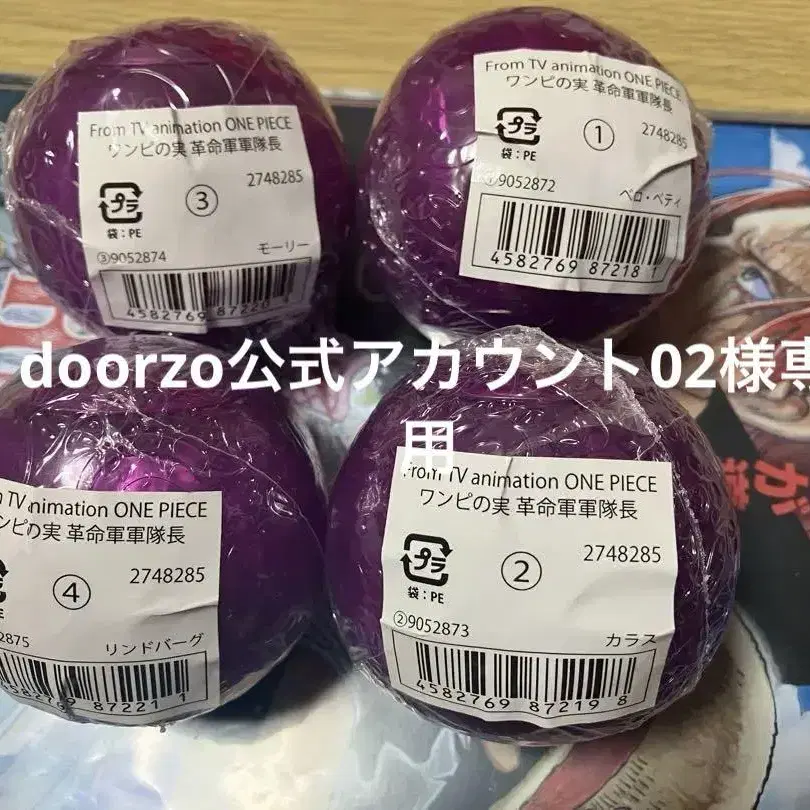 From TV animation ONE PIECE
ワンピの実 革命軍軍隊長
プラ
③
2748285
袋：PE
③9052874
モーリー
4582769
From TV animation ONE PIECE
ワンピの実 革命軍軍隊長
プラ
①
2748285
袋：PE
①9052872
ベロ・ベティ
4582769 87218 1
doorzo公式アカウント02様専
用
TV animation ONE PIECE
ンピの実 革命軍軍隊長
④
2748285
リンドバーグ
4582769 87221 1
From TV animation ONE PIECE
ワンピの実 革命軍軍隊長
プラ
②
2748285
袋：PE
②9052873
カラス
4582769 87219 8